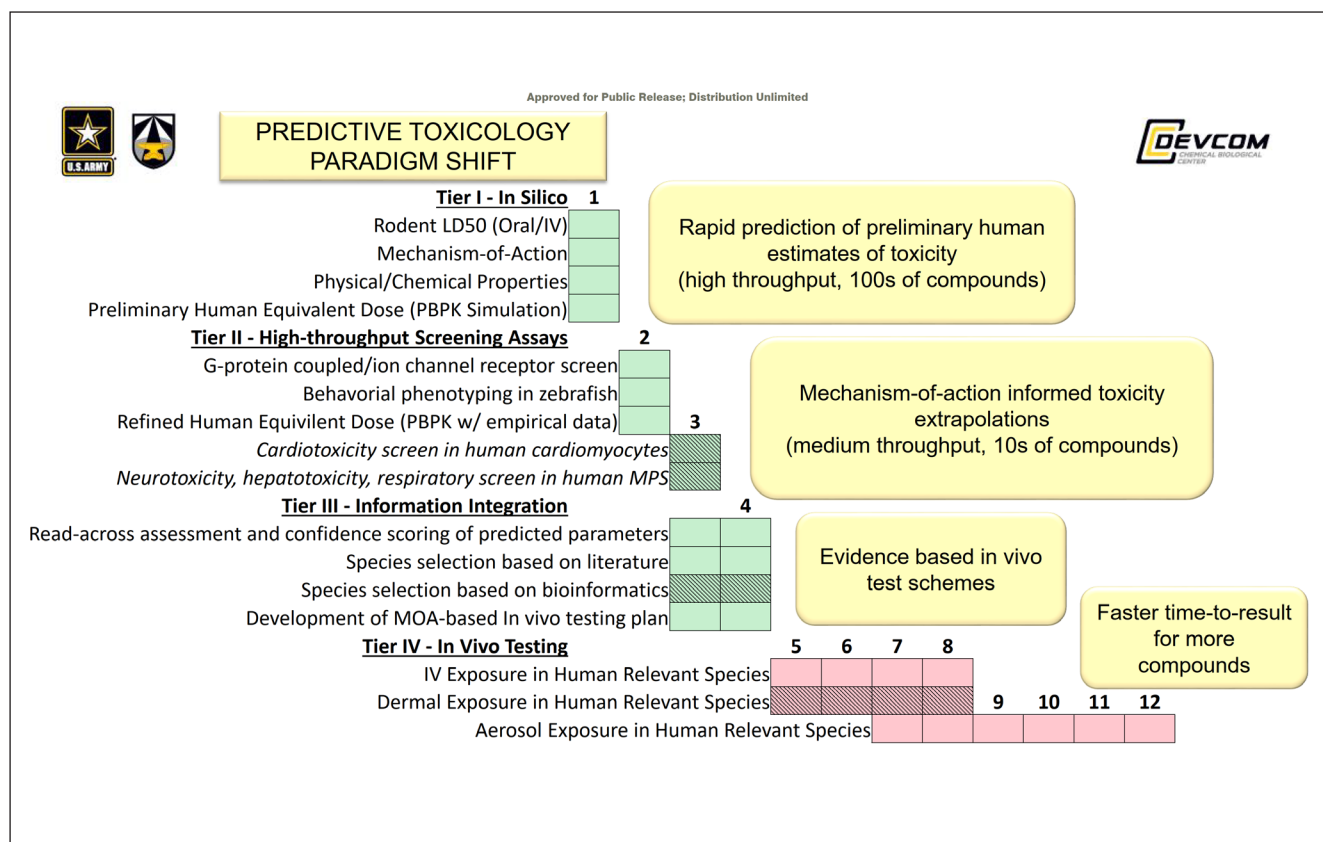 Approved for Public Release; Distribution Unlimited
U.S.ARMY
PREDICTIVE TOXICOLOGY
PARADIGM SHIFT
DEVCOM
CHEMICAL BIOLOGICAL
CENTER
Tier I - In Silico 1
Rodent LD50 (Oral/IV)
Mechanism-of-Action
Physical/Chemical Properties
Preliminary Human Equivalent Dose (PBPK Simulation)
Rapid prediction of preliminary human
estimates of toxicity
(high throughput, 100s of compounds)
Tier II - High-throughput Screening Assays 2
G-protein coupled/ion channel receptor screen
Behavorial phenotyping in zebrafish
Refined Human Equivilent Dose (PBPK w/ empirical data) 3
Cardiotoxicity screen in human cardiomyocytes
Neurotoxicity, hepatotoxicity, respiratory screen in human MPS
Mechanism-of-action informed toxicity
extrapolations
(medium throughput, 10s of compounds)
Tier III - Information Integration 4
Read-across assessment and confidence scoring of predicted parameters
Species selection based on literature
Species selection based on bioinformatics
Development of MOA-based In vivo testing plan
Evidence based in vivo
test schemes
Faster time-to-result
for more
compounds
Tier IV - In Vivo Testing 5 6 7 8
IV Exposure in Human Relevant Species
Dermal Exposure in Human Relevant Species 9 10 11 12
Aerosol Exposure in Human Relevant Species